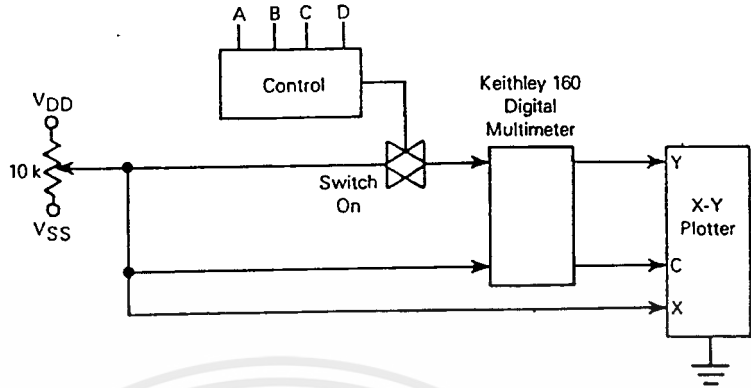 A B C D
Control
Keithley 160
Digital
Multimeter
VDD
10 k
VSS
Switch
On
Y
X-Y
Plotter
C
X